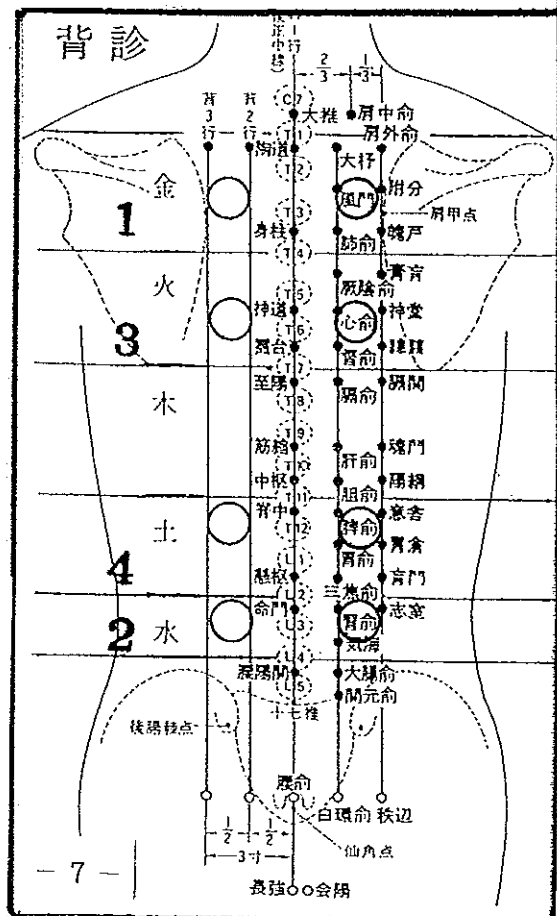 背診
1行
2/3
1/3
背3行
背2行
C7
大椎
肩中俞
T1
肩外俞
陶道
大杼
T2
金
風門
附分
1
T3
肩甲点
身柱
肺俞
魄戸
T4
火
厥陰俞
膏肓
T5
神道
心俞
神堂
T6
3
霊台
督俞
譩譆
T7
木
至陽
膈俞
膈関
T8
T9
筋縮
肝俞
魂門
T10
中枢
胆俞
陽綱
T11
脊中
土
T12
脾俞
意舎
胃俞
胃倉
4
L1
懸枢
三焦俞
肓門
L2
命門
腎俞
志室
2
水
L3
気海
L4
腰陽関
大腸俞
L5
関元俞
十七椎
後腸枝点
腰俞
白環俞
秩辺
1/2
1/2
3寸
仙角点
- 7 -
長強
会陽